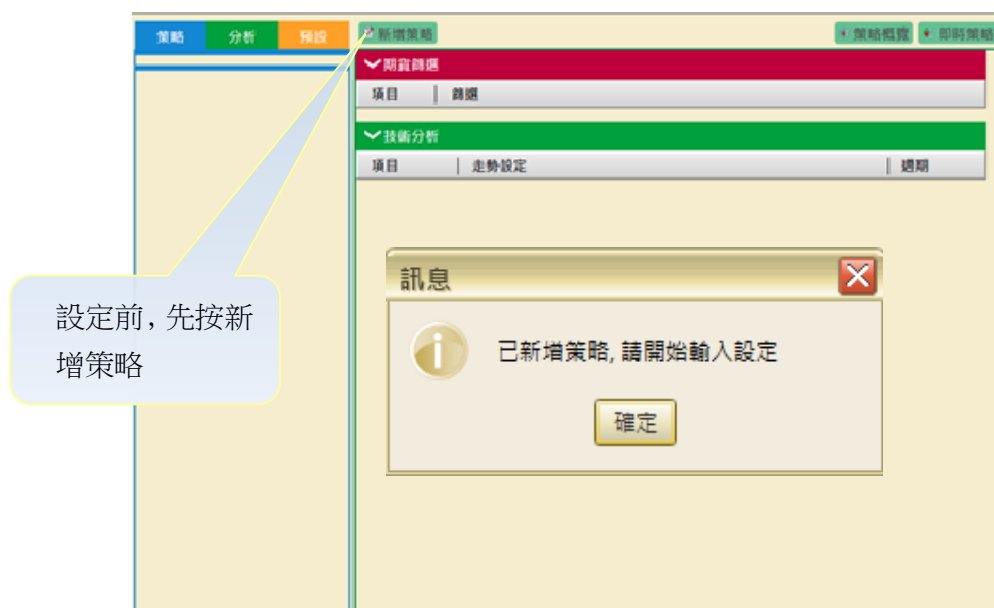 策略 分析 預設 新增策略 策略概覽 即時策略
期貨篩選
項目 篩選
技術分析
項目 走勢設定 週期
訊息
設定前, 先按新
增策略
已新增策略, 請開始輸入設定
確定